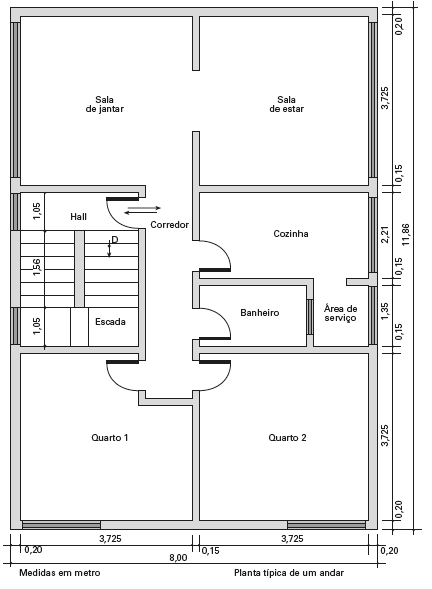 0,20
Sala
de jantar
Sala
de estar
3,725
0,15
1,05
Hall
Corredor
Cozinha
2,21
11,86
D
1,56
0,15
Banheiro
Área de
serviço
1,35
1,05
Escada
0,15
Quarto 1
Quarto 2
3,725
0,20
3,725
3,725
0,20
8,00
0,15
0,20
Medidas em metro
Planta típica de um andar